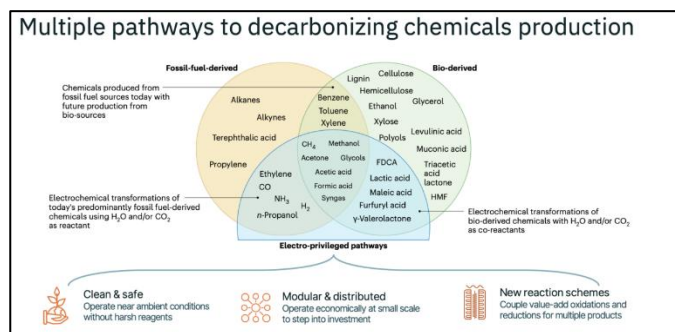 Multiple pathways to decarbonizing chemicals production
Fossil-fuel-derived
Bio-derived
Chemicals produced from
fossil fuel sources today with
future production from
bio-sources
Alkanes
Alkynes
Terephthalic acid
Propylene
Benzene
Toluene
Xylene
Lignin
Cellulose
Hemicellulose
Ethanol
Glycerol
Xylose
Polyols
Levulinic acid
Muconic acid
Triacetic
acid
lactone
HMF
CH₄
Methanol
Acetone
Glycols
Acetic acid
Formic acid
Syngas
Ethylene
CO
NH₃
H₂
n-Propanol
FDCA
Lactic acid
Maleic acid
Furfuryl acid
γ-Valerolactone
Electrochemical transformations of
today's predominantly fossil fuel-derived
chemicals using H₂O and/or CO₂
as reactant
Electrochemical transformations
of bio-derived chemicals with H₂O and/or CO₂
as co-reactants
Electro-privileged pathways
Clean & safe
Operate near ambient conditions
without harsh reagents
Modular & distributed
Operate economically at small scale
to step into investment
New reaction schemes
Couple value-add oxidations and
reductions for multiple products